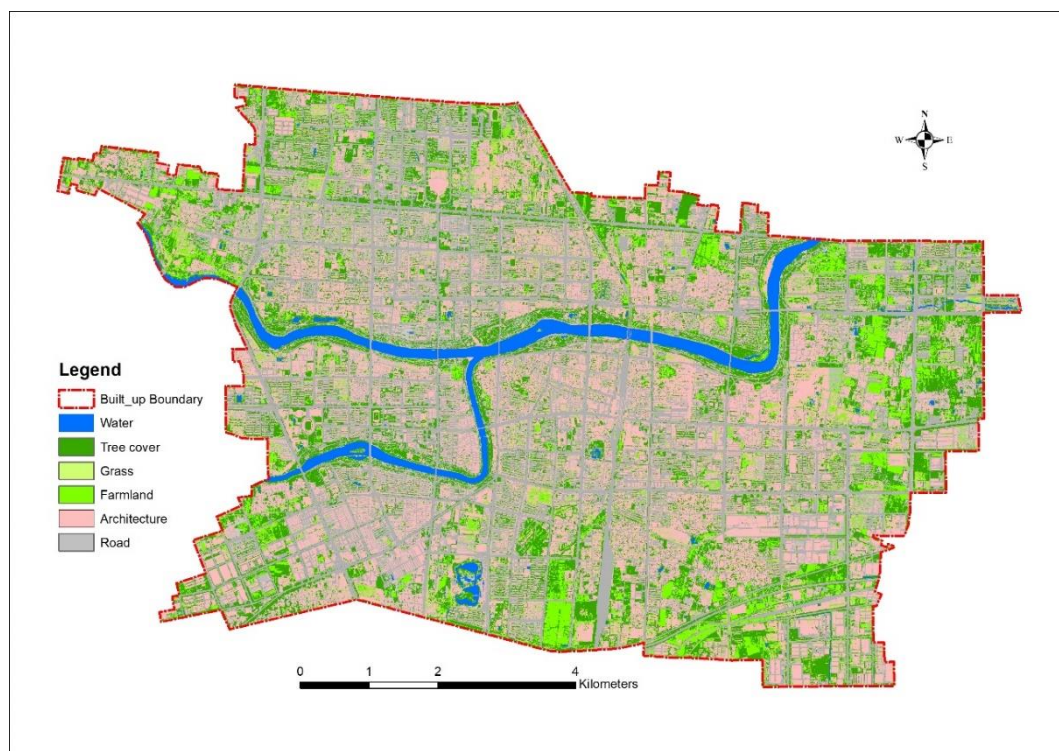 N
W E
S
Legend
Built_up Boundary
Water
Tree cover
Grass
Farmland
Architecture
Road
0 1 2 4
Kilometers